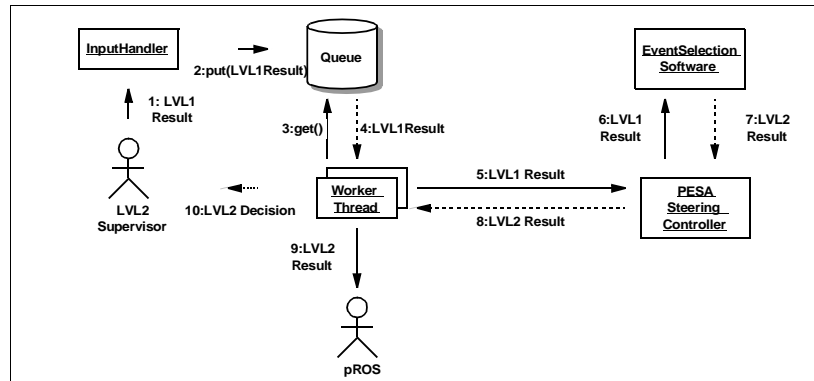 InputHandler
2:put(LVL1Result)
Queue
EventSelection
Software
1: LVL1
Result
3:get()
4:LVL1Result
6:LVL1
Result
7:LVL2
Result
LVL2
Supervisor
10:LVL2 Decision
Worker
Thread
5:LVL1 Result
8:LVL2 Result
PESA
Steering
Controller
9:LVL2
Result
pROS